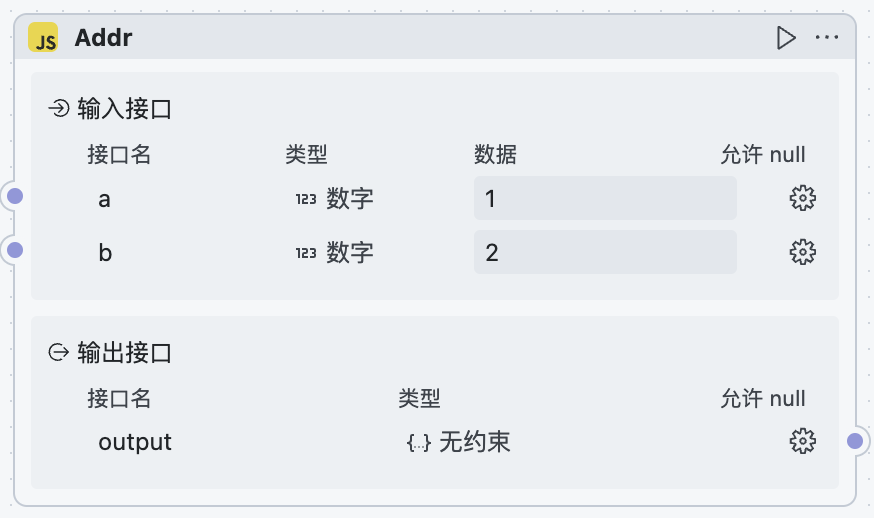 JS Addr
输入接口
接口名 类型 数据 允许 null
a 123 数字 1
b 123 数字 2
输出接口
接口名 类型 允许 null
output {...} 无约束